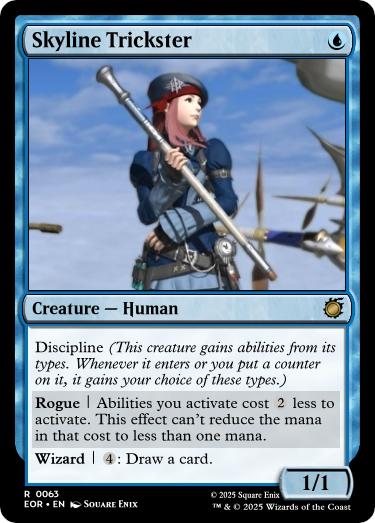 Skyline Trickster
Creature — Human
Discipline (This creature gains abilities from its
types. Whenever it enters or you put a counter
on it, it gains your choice of these types.)
Rogue | Abilities you activate cost 2 less to
activate. This effect can't reduce the mana
in that cost to less than one mana.
Wizard | 4: Draw a card.
1/1
R 0063
EOR • EN SQUARE ENIX
© 2025 Square Enix
™ & © 2025 Wizards of the Coast